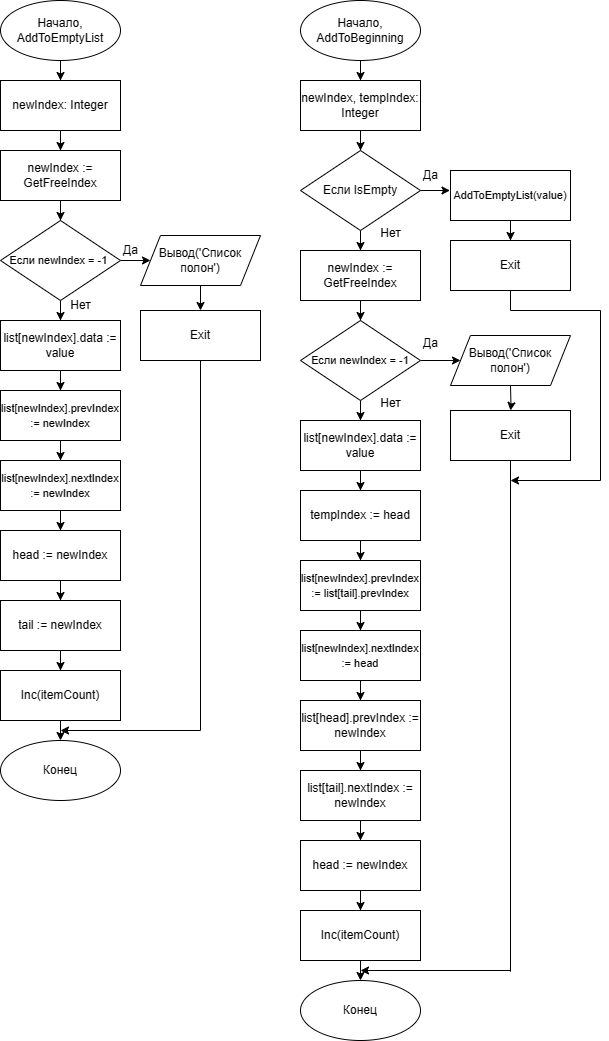 Начало,
AddToEmptyList
newIndex: Integer
newIndex :=
GetFreeIndex
Если newIndex = -1
Да
Вывод('Список
полон')
Нет
Exit
list[newIndex].data :=
value
list[newIndex].prevIndex
:= newIndex
list[newIndex].nextIndex
:= newIndex
head := newIndex
tail := newIndex
Inc(itemCount)
Конец
Начало,
AddToBeginning
newIndex, tempIndex:
Integer
Если IsEmpty
Да
AddToEmptyList(value)
Нет
Exit
newIndex :=
GetFreeIndex
Если newIndex = -1
Да
Вывод('Список
полон')
Нет
Exit
list[newIndex].data :=
value
tempIndex := head
list[newIndex].prevIndex
:= list[tail].prevIndex
list[newIndex].nextIndex
:= head
list[head].prevIndex :=
newIndex
list[tail].nextIndex :=
newIndex
head := newIndex
Inc(itemCount)
Конец